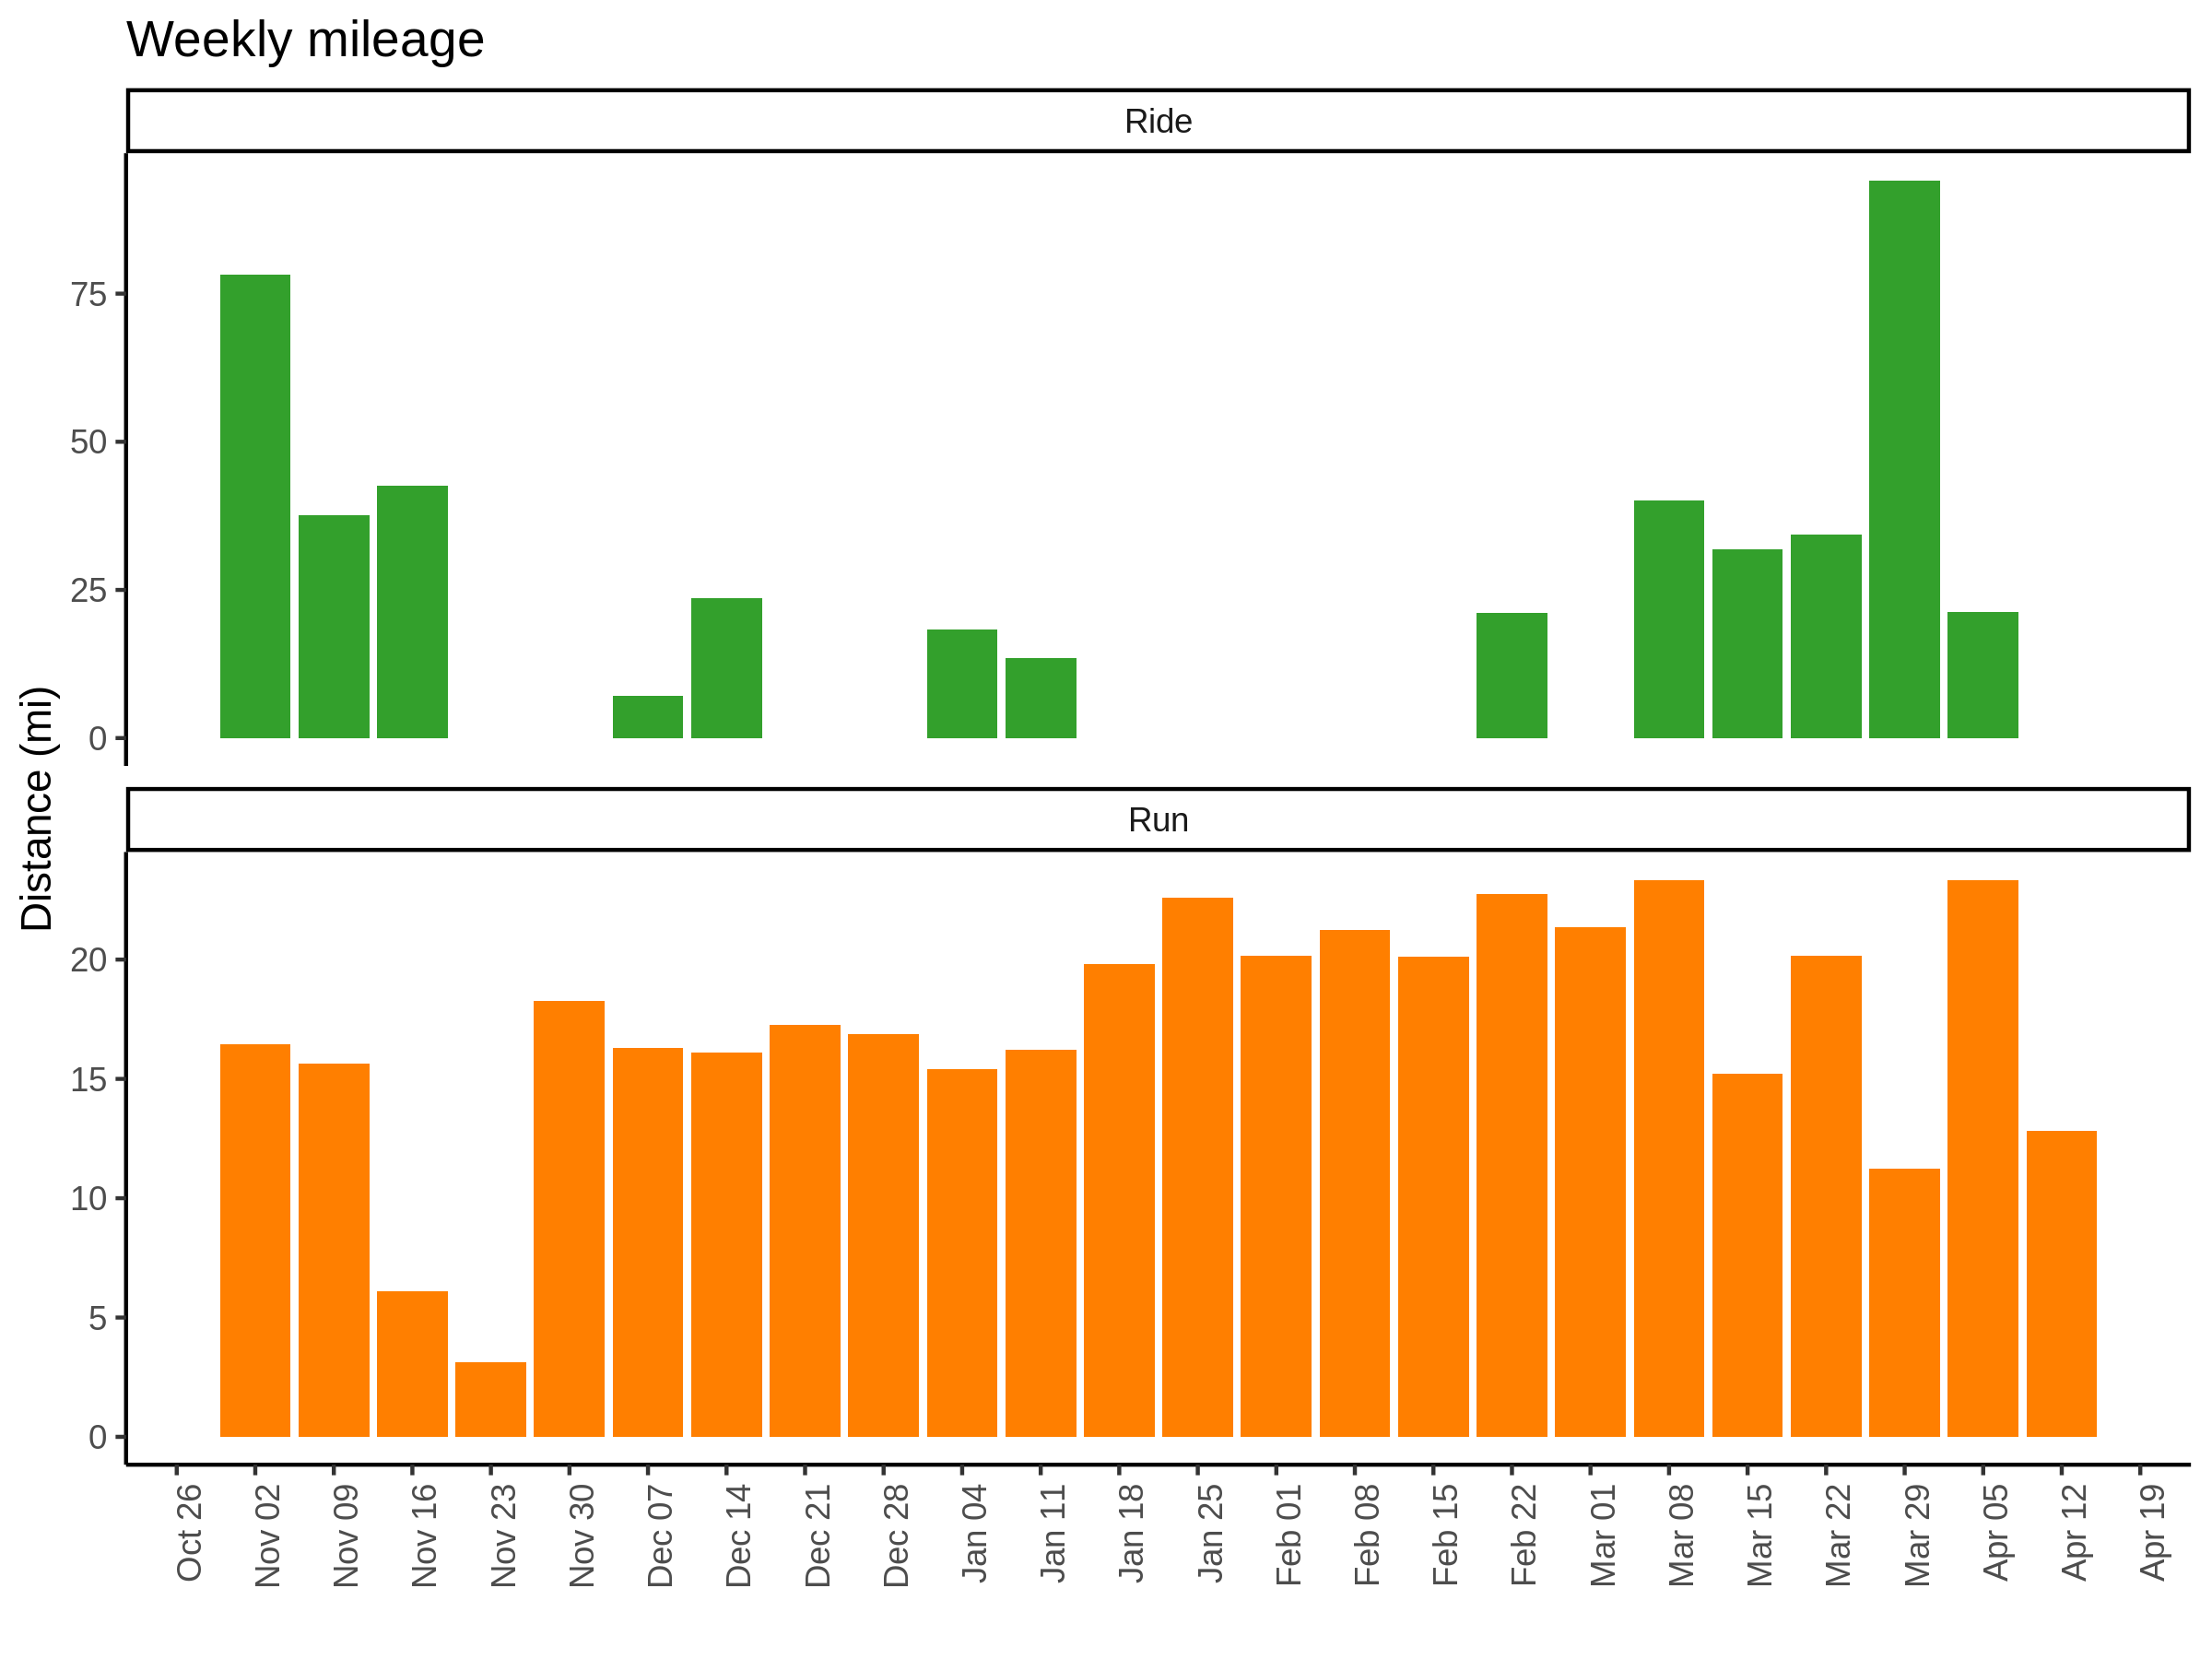 Weekly mileage
Ride
75
50
25
0
Distance (mi)
Run
20
15
10
5
0
Oct 26
Nov 02
Nov 09
Nov 16
Nov 23
Nov 30
Dec 07
Dec 14
Dec 21
Dec 28
Jan 04
Jan 11
Jan 18
Jan 25
Feb 01
Feb 08
Feb 15
Feb 22
Mar 01
Mar 08
Mar 15
Mar 22
Mar 29
Apr 05
Apr 12
Apr 19